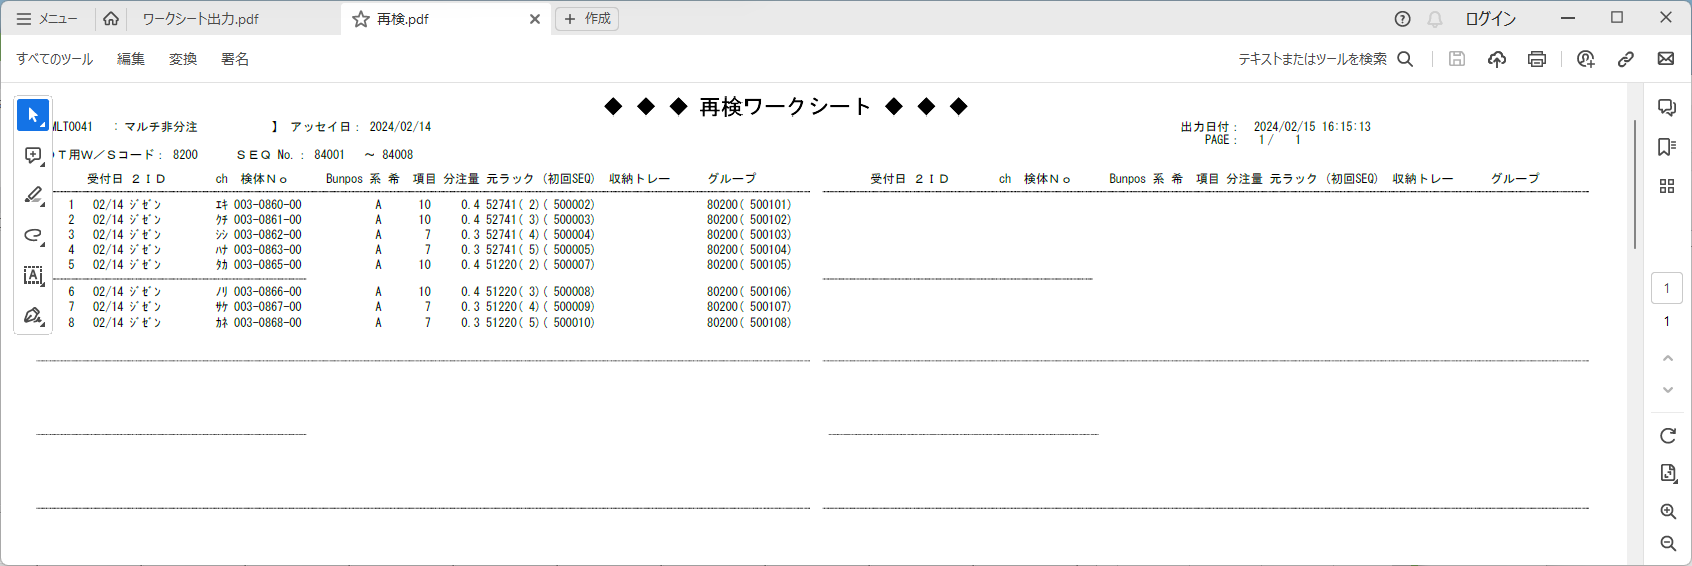 メニュー ワークシート出力.pdf 再検.pdf 作成 ログイン
すべてのツール 編集 変換 署名 テキストまたはツールを検索
◆ ◆ ◆ 再検ワークシート ◆ ◆ ◆
MLT0041 : マルチ非分注 】 アッセイ日: 2024/02/14 出力日付: 2024/02/15 16:15:13
PAGE: 1/ 1
OT用W/Sコード: 8200 SEQ No.: 84001 ～ 84008
受付日 2ID ch 検体No Bunpos 系 希 項目 分注量 元ラック (初回SEQ) 収納トレー グループ 受付日 2ID ch 検体No Bunpos 系 希 項目 分注量 元ラック (初回SEQ) 収納トレー グループ
1 02/14 ジゼン エキ 003-0860-00 A 10 0.4 52741( 2)( 500002) 80200( 500101)
2 02/14 ジゼン クチ 003-0861-00 A 10 0.4 52741( 3)( 500003) 80200( 500102)
3 02/14 ジゼン シシ 003-0862-00 A 7 0.3 52741( 4)( 500004) 80200( 500103)
4 02/14 ジゼン ハナ 003-0863-00 A 7 0.3 52741( 5)( 500005) 80200( 500104)
5 02/14 ジゼン タカ 003-0865-00 A 10 0.4 51220( 2)( 500007) 80200( 500105)
6 02/14 ジゼン ノリ 003-0866-00 A 10 0.4 51220( 3)( 500008) 80200( 500106)
7 02/14 ジゼン サケ 003-0867-00 A 7 0.3 51220( 4)( 500009) 80200( 500107)
8 02/14 ジゼン カネ 003-0868-00 A 7 0.3 51220( 5)( 500010) 80200( 500108)
1
1